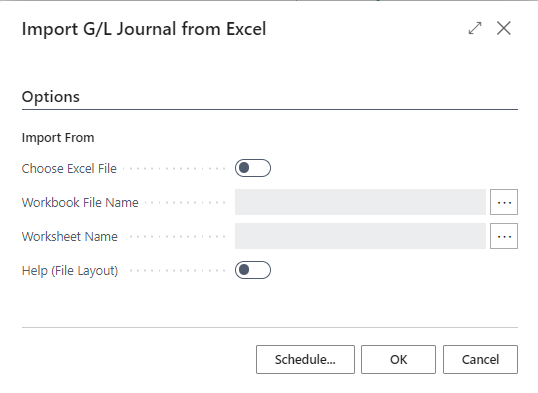 Import G/L Journal from Excel
Options
Import From
Choose Excel File
Workbook File Name
Worksheet Name
Help (File Layout)
Schedule... OK Cancel